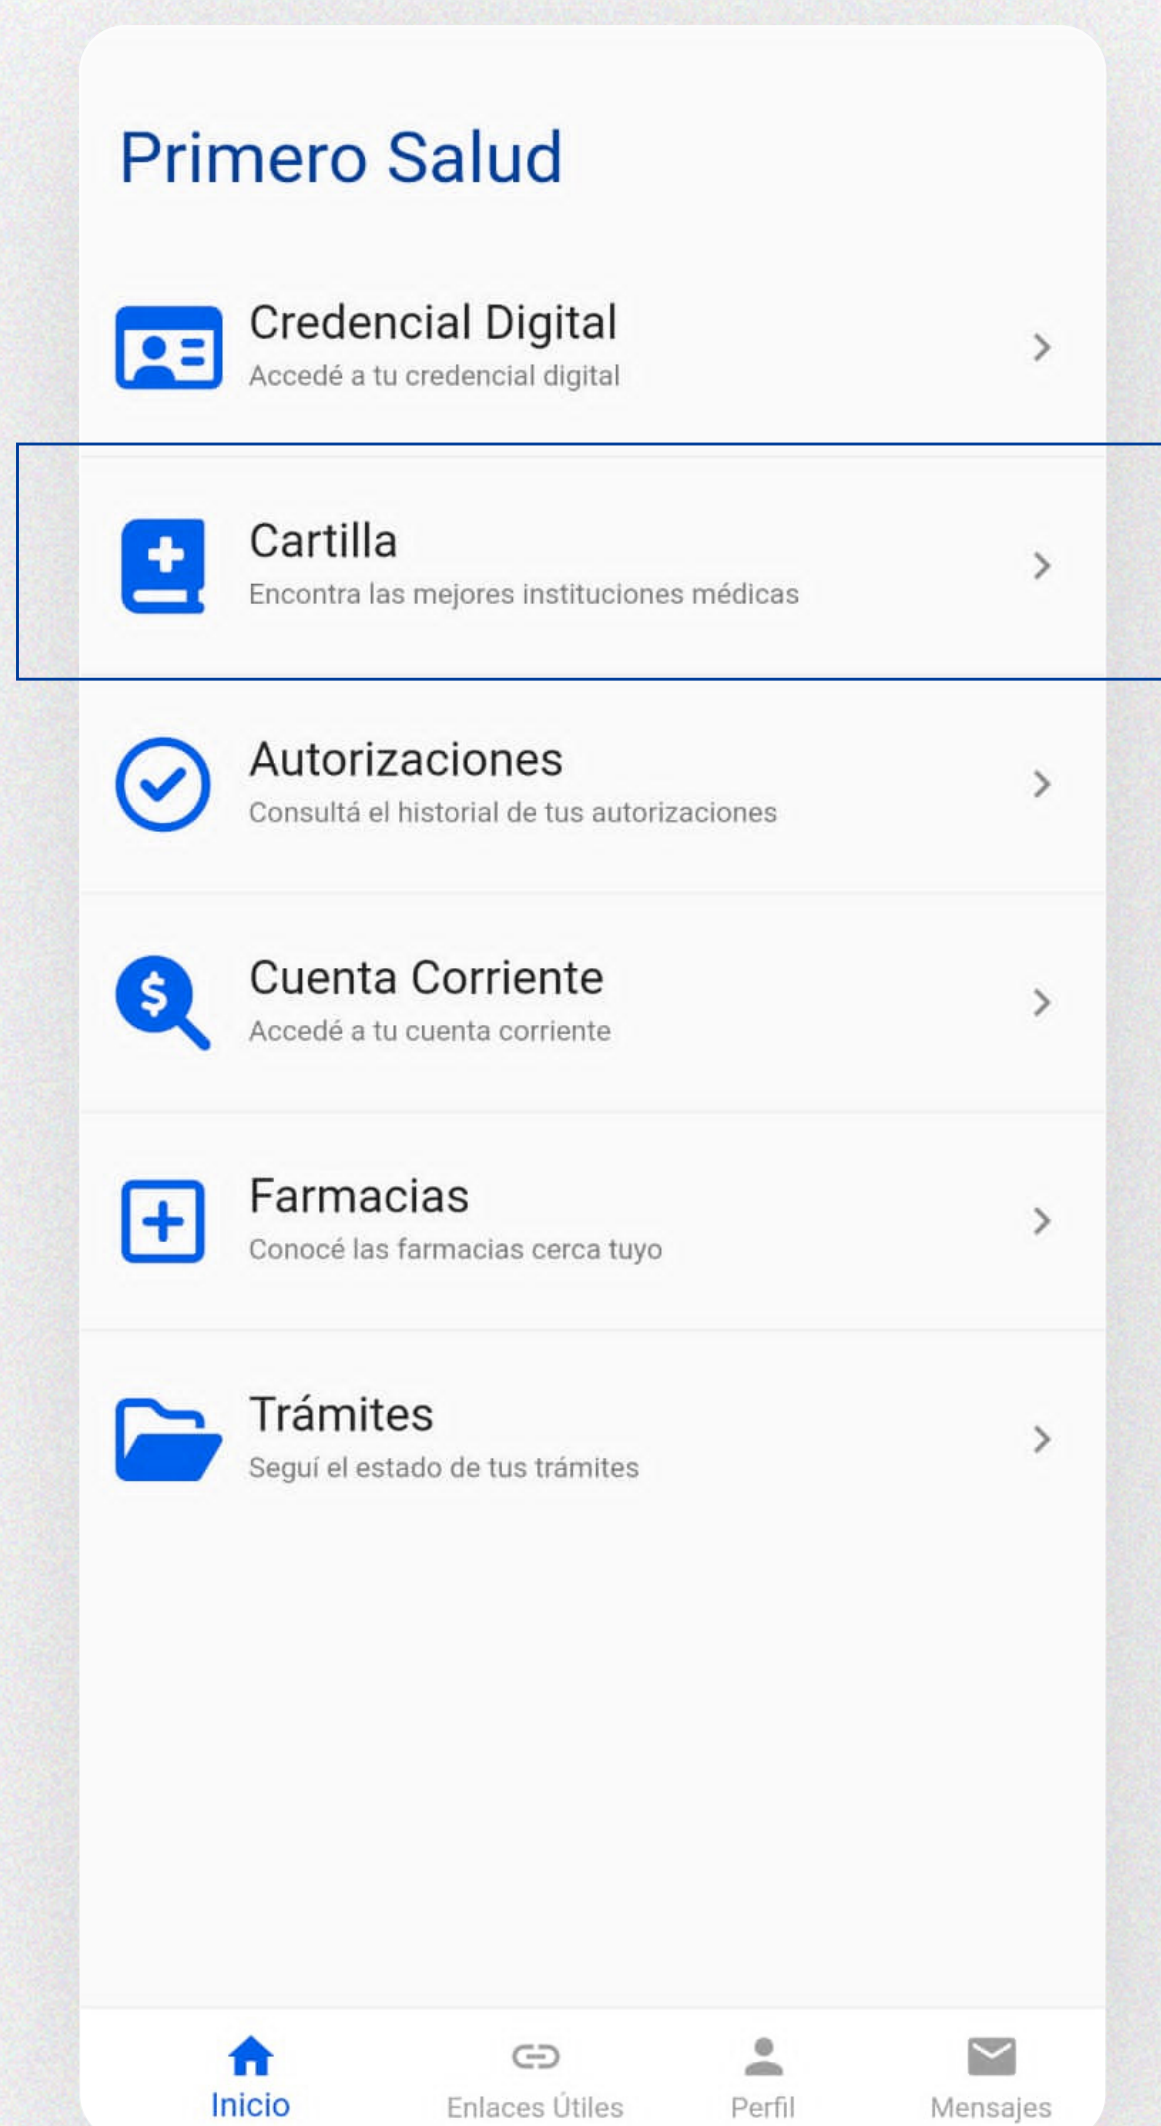 Primero Salud
Credencial Digital
Accedé a tu credencial digital
Cartilla
Encontra las mejores instituciones médicas
Autorizaciones
Consultá el historial de tus autorizaciones
$
Cuenta Corriente
Accedé a tu cuenta corriente
Farmacias
Conocé las farmacias cerca tuyo
Trámites
Seguí el estado de tus trámites
Inicio
Enlaces Útiles
Perfil
Mensajes